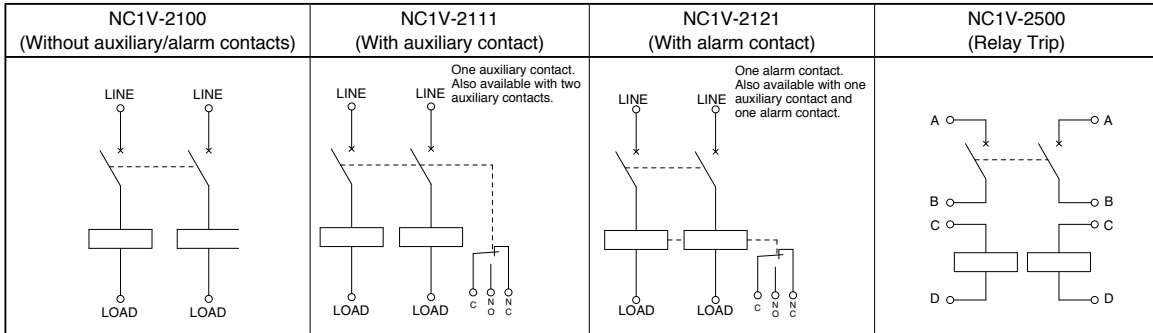 NC1V-2100
(Without auxiliary/alarm contacts)
NC1V-2111
(With auxiliary contact)
NC1V-2121
(With alarm contact)
NC1V-2500
(Relay Trip)
LINE
LINE
LOAD
LOAD
One auxiliary contact.
Also available with two
auxiliary contacts.
LINE
LINE
C
NO
NC
LOAD
LOAD
One alarm contact.
Also available with one
auxiliary contact and
one alarm contact.
LINE
LINE
C
NO
NC
LOAD
LOAD
A
A
B
B
C
C
D
D